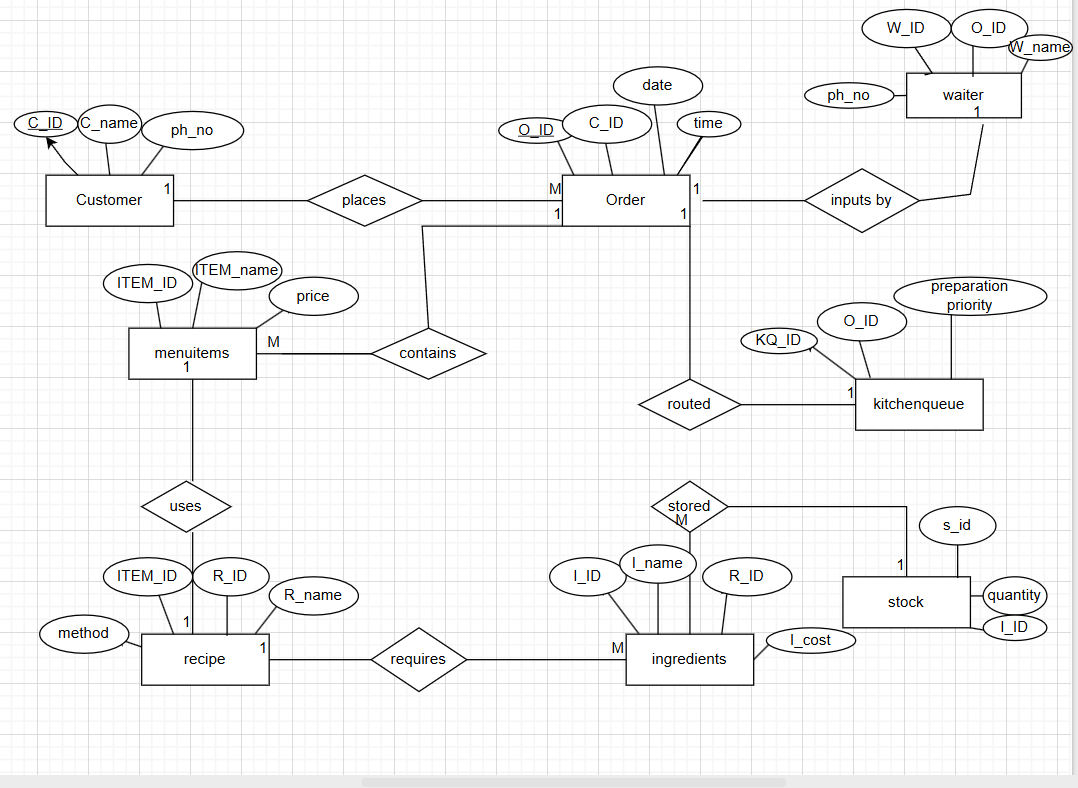 W_ID
O_ID
W_name
ph_no
waiter
1
date
C_ID
C_name
ph_no
O_ID
C_ID
time
Customer
1
places
M
1
Order
1
1
inputs by
ITEM_ID
ITEM_name
price
menuitems
1
M
contains
preparation
priority
O_ID
KQ_ID
routed
1
kitchenqueue
uses
stored
M
s_id
1
stock
quantity
I_ID
ITEM_ID
R_ID
R_name
method
1
recipe
1
requires
I_ID
I_name
R_ID
I_cost
M
ingredients